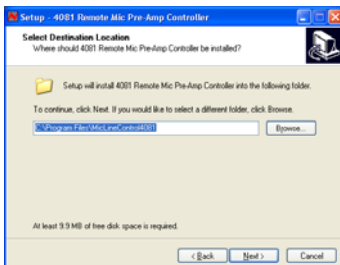 Setup - 4081 Remote Mic Pre-Amp Controller
Select Destination Location
Where should 4081 Remote Mic Pre-Amp Controller be installed?
Setup will install 4081 Remote Mic Pre-Amp Controller into the following folder.
To continue, click Next. If you would like to select a different folder, click Browse.
C:\Program Files\MicLineControl4081
Browse...
At least 9.9 MB of free disk space is required.
< Back
Next >
Cancel